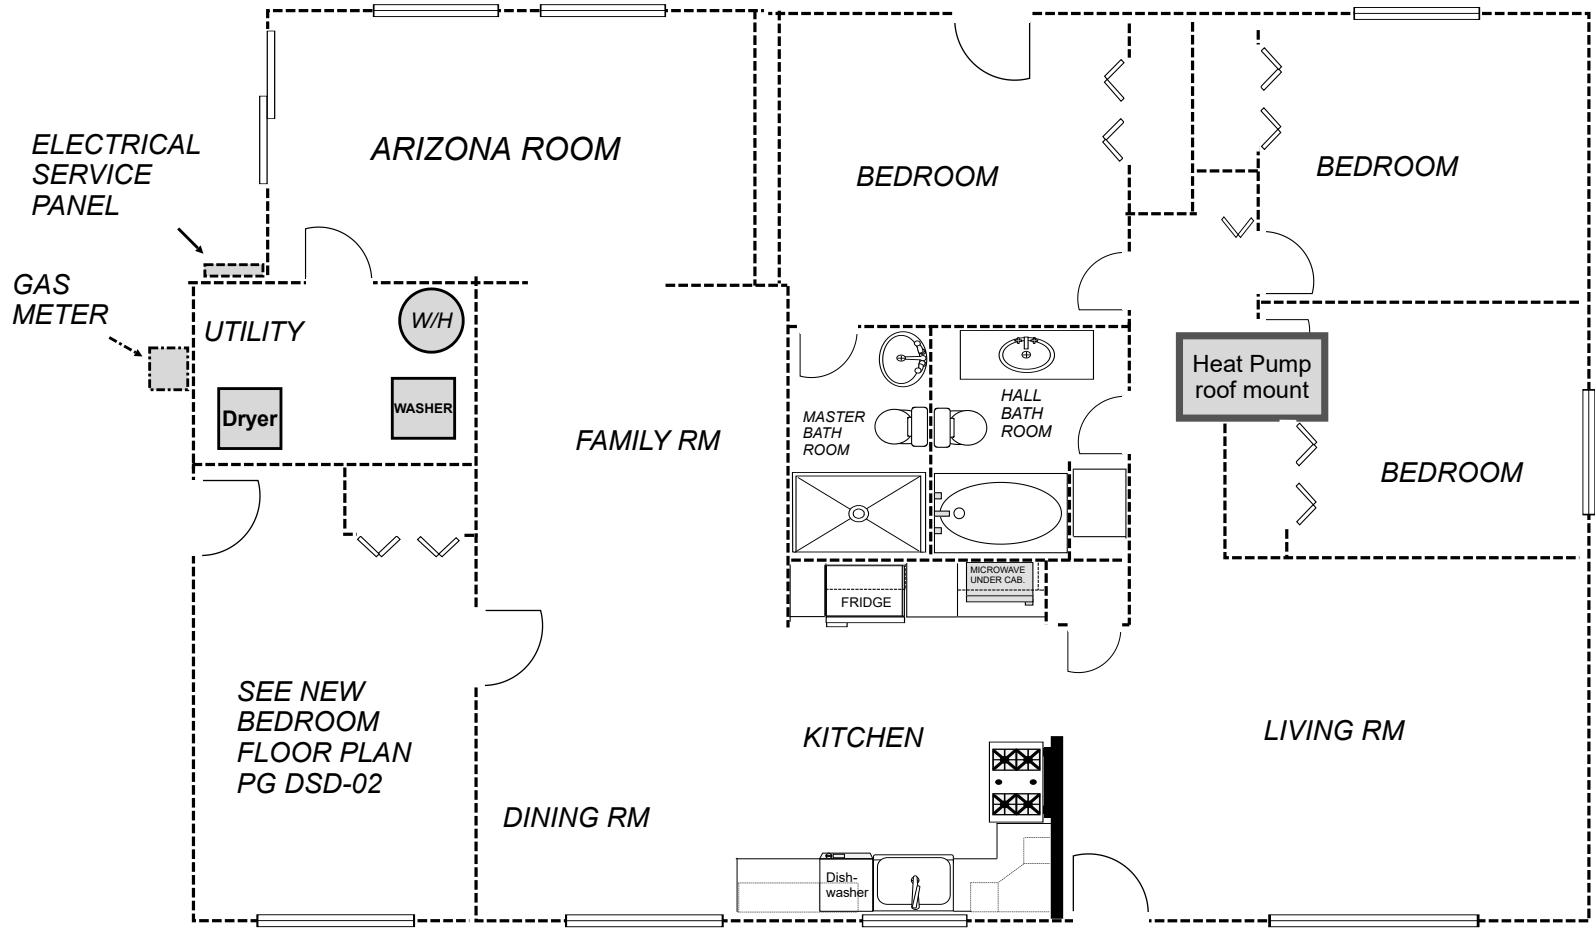 ELECTRICAL
SERVICE
PANEL
ARIZONA ROOM
BEDROOM
BEDROOM
GAS
METER
UTILITY
W/H
Dryer
WASHER
FAMILY RM
MASTER
BATH
ROOM
HALL
BATH
ROOM
Heat Pump
roof mount
BEDROOM
MICROWAVE
UNDER CAB.
FRIDGE
SEE NEW
BEDROOM
FLOOR PLAN
PG DSD-02
KITCHEN
LIVING RM
DINING RM
Dish-
washer